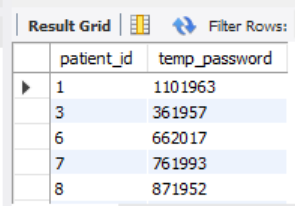 Result Grid Filter Rows:
patient_id temp_password
1 1101963
3 361957
6 662017
7 761993
8 871952